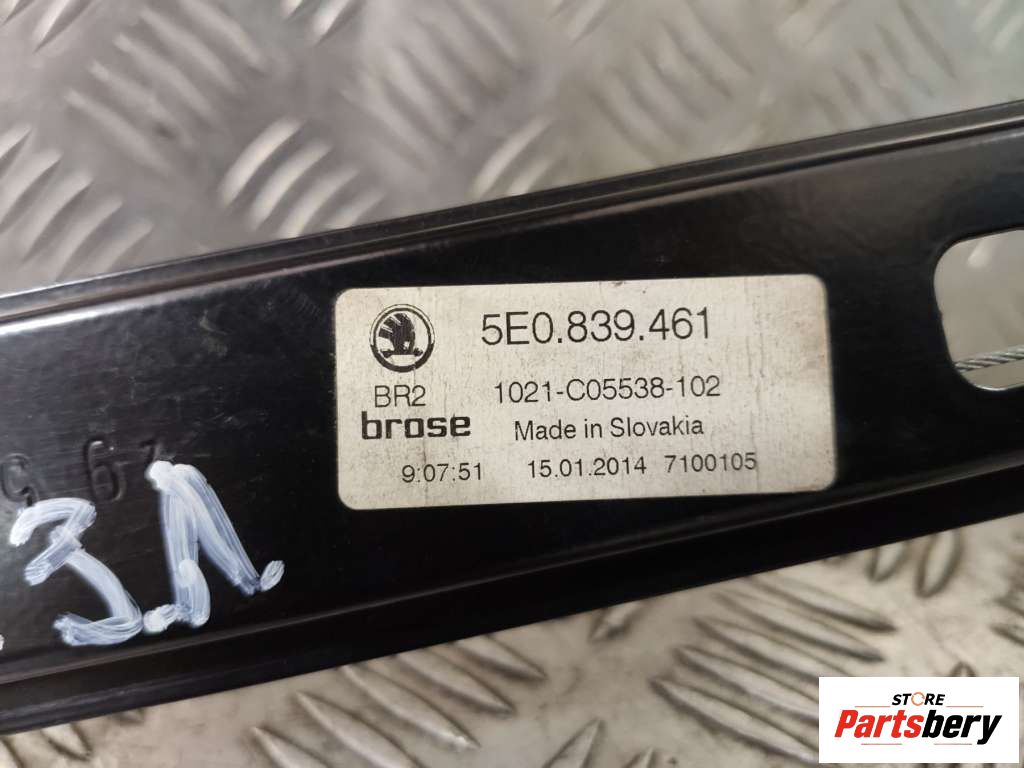 5E0.839.461
BR2 1021-C05538-102
brose Made in Slovakia
9:07:51 15.01.2014 7100105
З.Л.
STORE
Partsbery